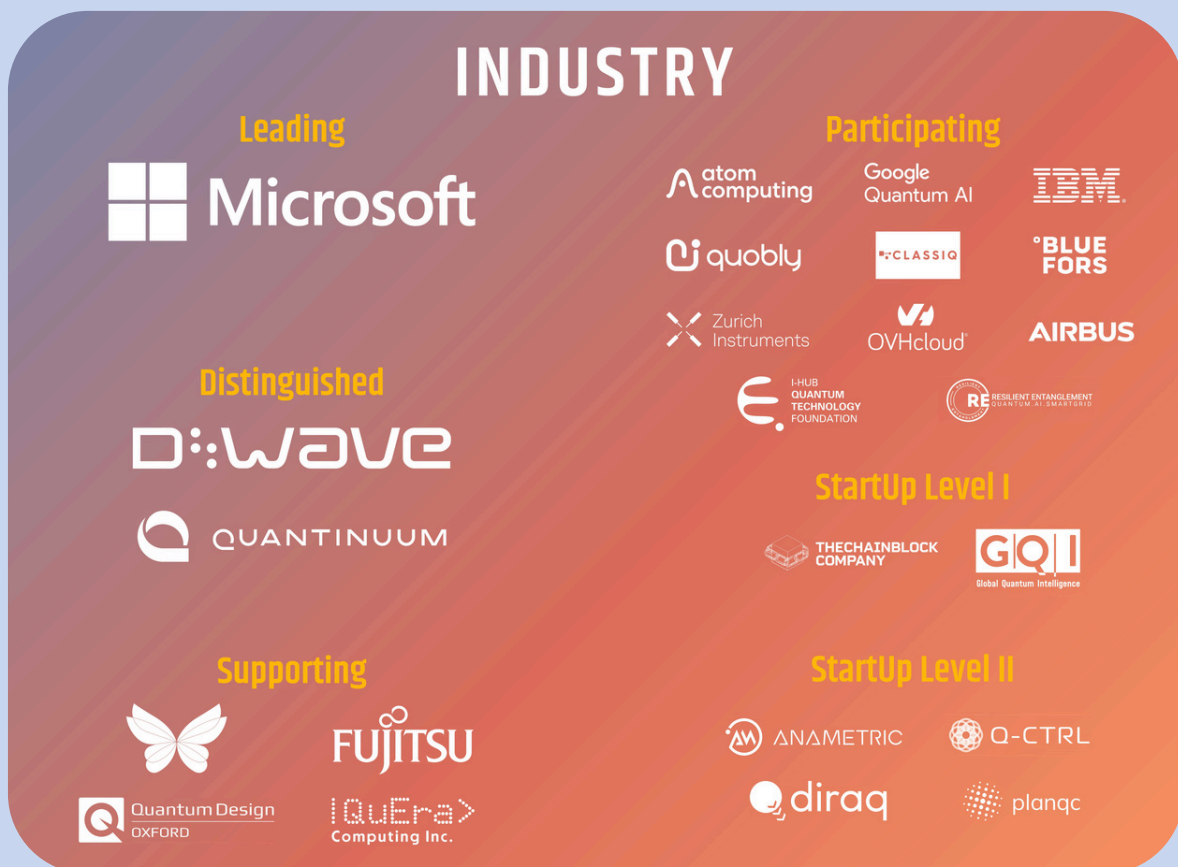 INDUSTRY
Leading
Microsoft
Distinguished
D:wave
QUANTINUUM
Supporting
FUJITSU
Quantum Design
OXFORD
|QuEra>
Computing Inc.
Participating
atom
computing
Google
Quantum AI
IBM
quobly
CLASSIQ
BLUE
FORS
Zurich
Instruments
OVHcloud
AIRBUS
I-HUB
QUANTUM
TECHNOLOGY
FOUNDATION
RE RESILIENT ENTANGLEMENT
QUANTUM.AI.SMARTGRID
StartUp Level I
THECHAINBLOCK
COMPANY
G|Q|I
Global Quantum Intelligence
StartUp Level II
ANAMETRIC
Q-CTRL
diraq
planqc